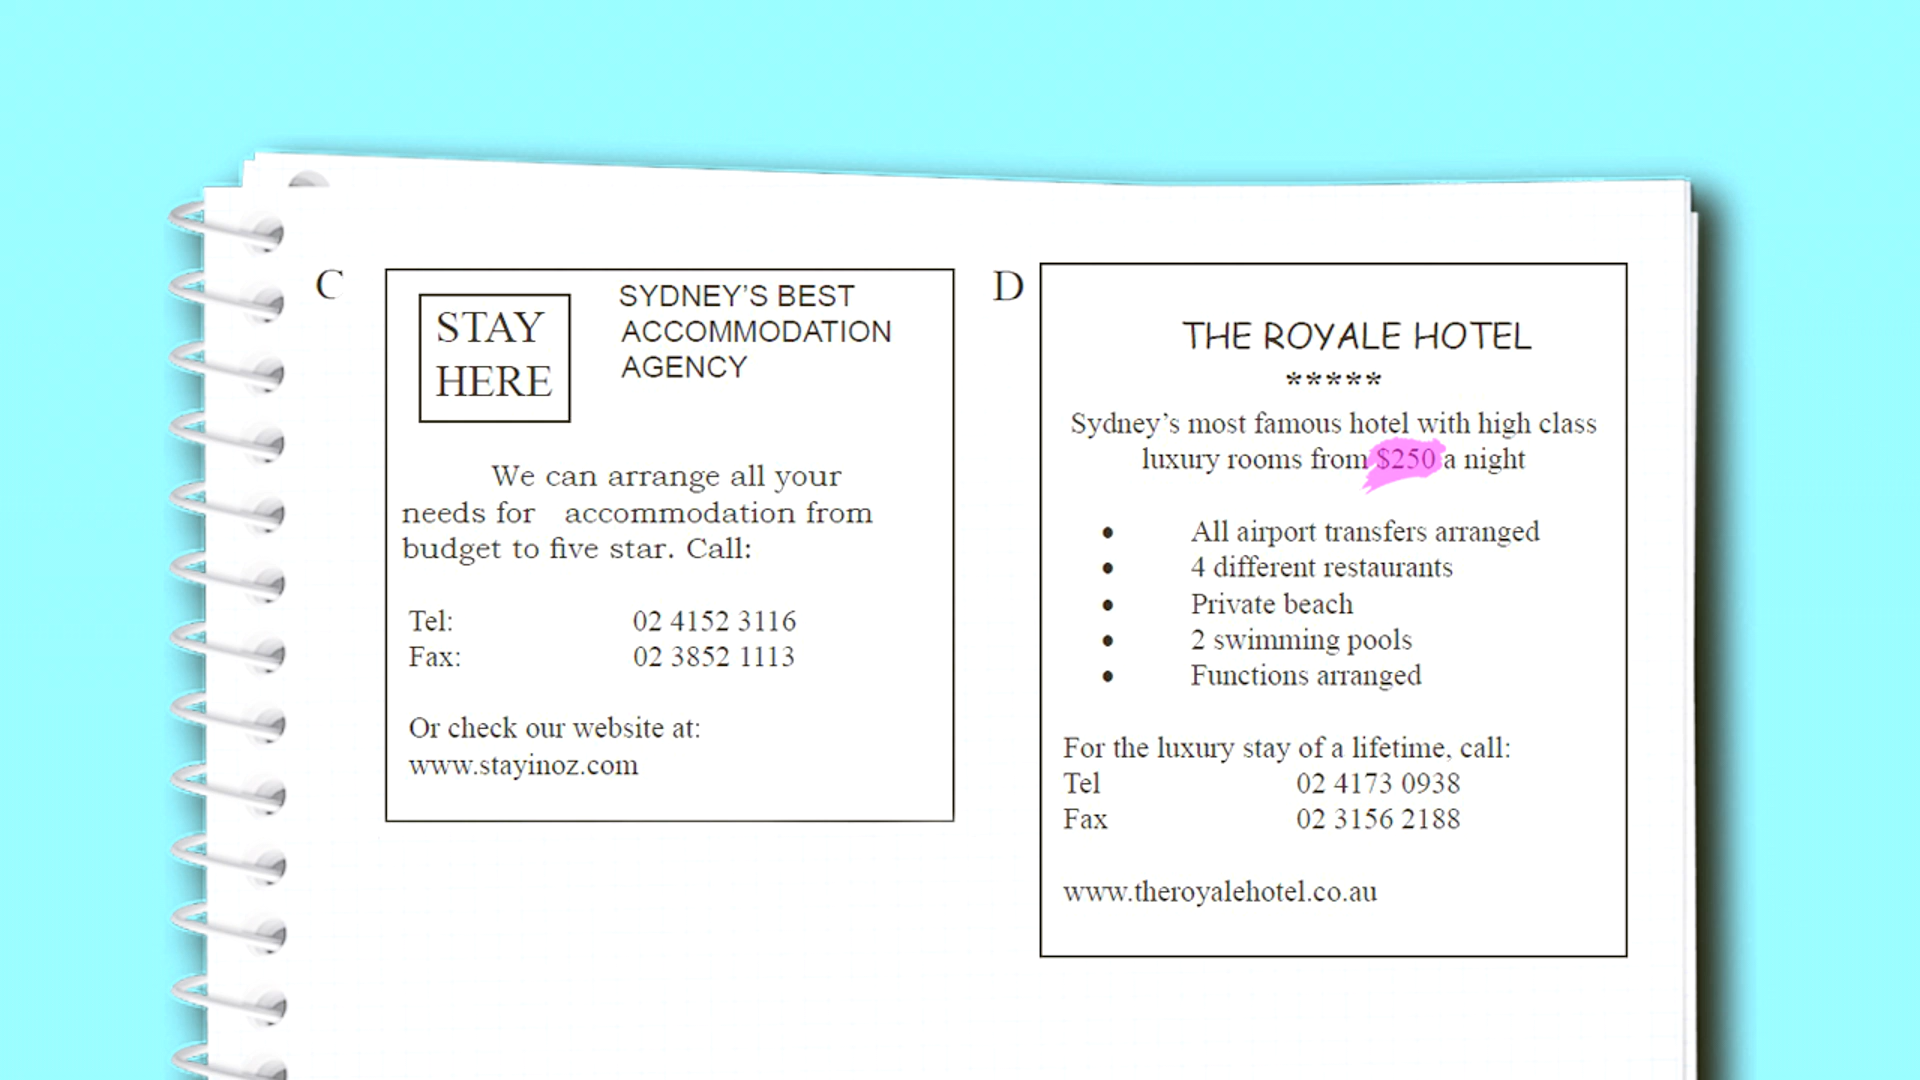 C
STAY
HERE
SYDNEY’S BEST
ACCOMMODATION
AGENCY
We can arrange all your
needs for accommodation from
budget to five star. Call:
Tel: 02 4152 3116
Fax: 02 3852 1113
Or check our website at:
www.stayinoz.com
D
THE ROYALE HOTEL
*****
Sydney’s most famous hotel with high class
luxury rooms from $250 a night
• All airport transfers arranged
• 4 different restaurants
• Private beach
• 2 swimming pools
• Functions arranged
For the luxury stay of a lifetime, call:
Tel 02 4173 0938
Fax 02 3156 2188
www.theroyalehotel.co.au